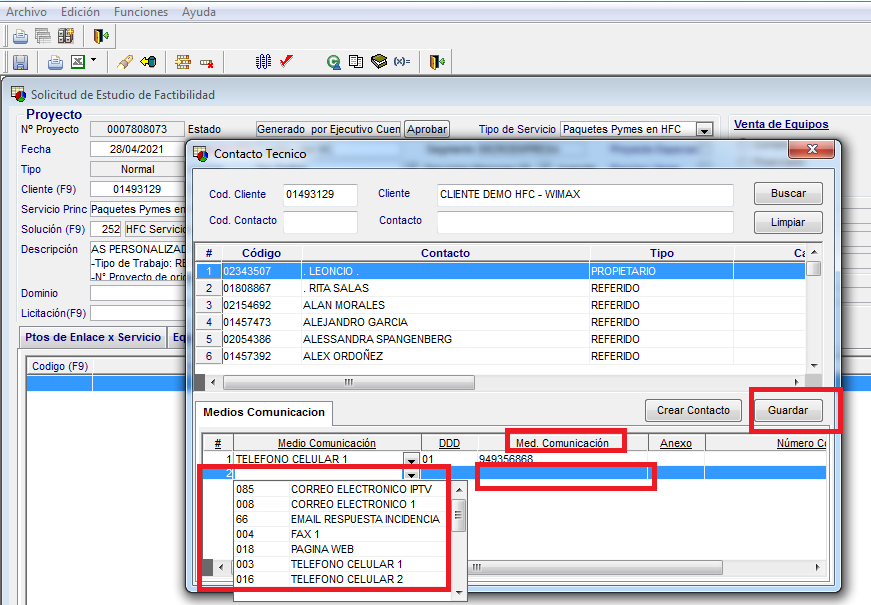 Archivo Edición Funciones Ayuda
Solicitud de Estudio de Factibilidad
Proyecto
Nº Proyecto 0007808073 Estado Generado por Ejecutivo Cuen Aprobar Tipo de Servicio Paquetes Pymes en HFC Venta de Equipos
Fecha 28/04/2021
Tipo Normal
Cliente (F9) 01493129
Servicio Princ Paquetes Pymes en
Solución (F9) 252 HFC Servicio
Descripción AS PERSONALIZAD
-Tipo de Trabajo: RE
-Nº Proyecto de orig
Dominio
Licitación(F9)
Ptos de Enlace x Servicio Eq
Codigo (F9)
Contacto Tecnico
Cod. Cliente 01493129 Cliente CLIENTE DEMO HFC - WIMAX Buscar
Cod. Contacto Contacto Limpiar
# Código Contacto Tipo Ca
1 02343507 . LEONCIO . PROPIETARIO
2 01808867 . RITA SALAS REFERIDO
3 02154692 ALAN MORALES REFERIDO
4 01457473 ALEJANDRO GARCIA REFERIDO
5 02054386 ALESSANDRA SPANGENBERG REFERIDO
6 01457392 ALEX ORDOÑEZ REFERIDO
Medios Comunicacion Crear Contacto Guardar
# Medio Comunicación DDD Med. Comunicación Anexo Número Co
1 TELEFONO CELULAR 1 01 949356868
2
085 CORREO ELECTRONICO IPTV
008 CORREO ELECTRONICO 1
66 EMAIL RESPUESTA INCIDENCIA
004 FAX 1
018 PAGINA WEB
003 TELEFONO CELULAR 1
016 TELEFONO CELULAR 2